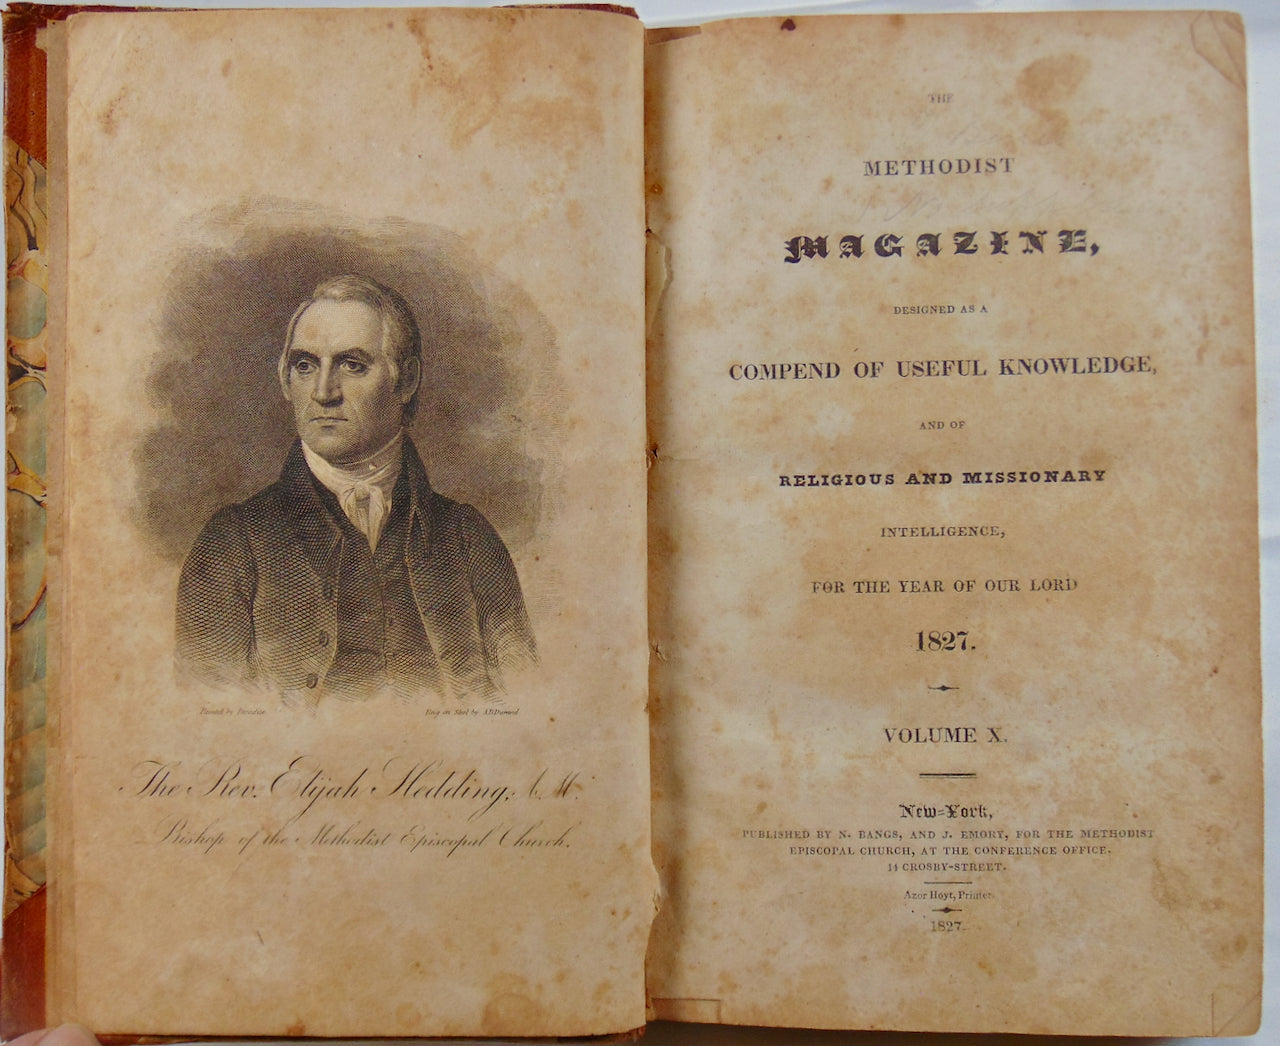 Painted by Paradise
Eng. on Steel by A.B.Durand
The Rev. Elijah Hedding, A. M.
Bishop of the Methodist Episcopal Church.
THE
METHODIST
MAGAZINE,
DESIGNED AS A
COMPEND OF USEFUL KNOWLEDGE,
AND OF
RELIGIOUS AND MISSIONARY
INTELLIGENCE,
FOR THE YEAR OF OUR LORD
1827.
VOLUME X.
New-York,
PUBLISHED BY N. BANGS, AND J. EMORY, FOR THE METHODIST
EPISCOPAL CHURCH, AT THE CONFERENCE OFFICE.
14 CROSBY-STREET.
Azor Hoyt, Printer.
1827.